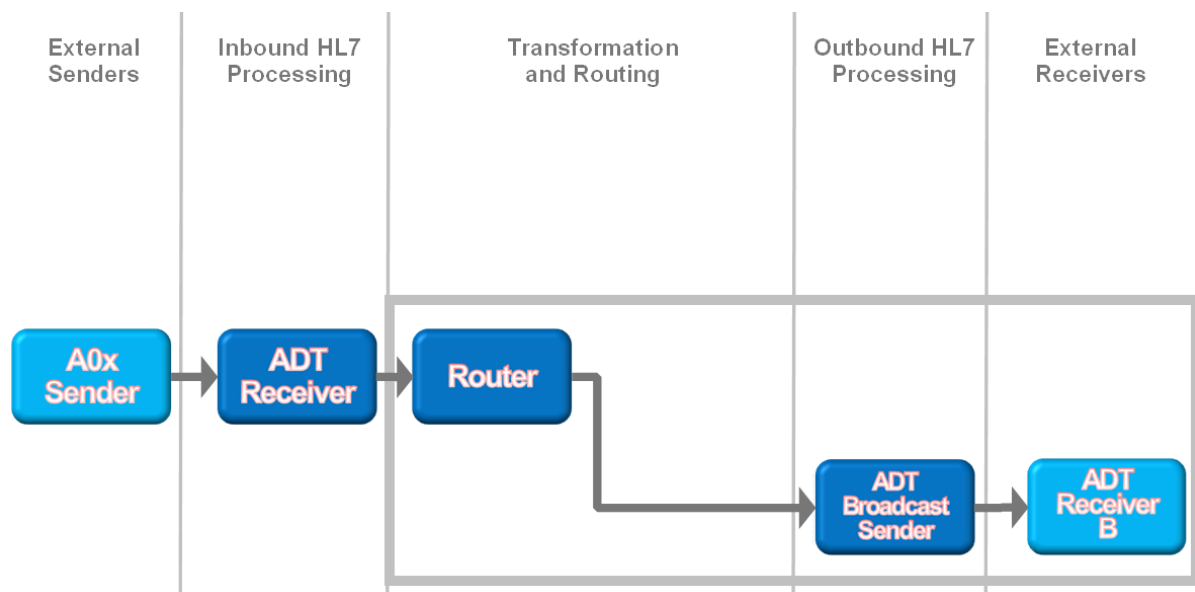 External
Senders
Inbound HL7
Processing
Transformation
and Routing
Outbound HL7
Processing
External
Receivers
A0x
Sender
ADT
Receiver
Router
ADT
Broadcast
Sender
ADT
Receiver
B